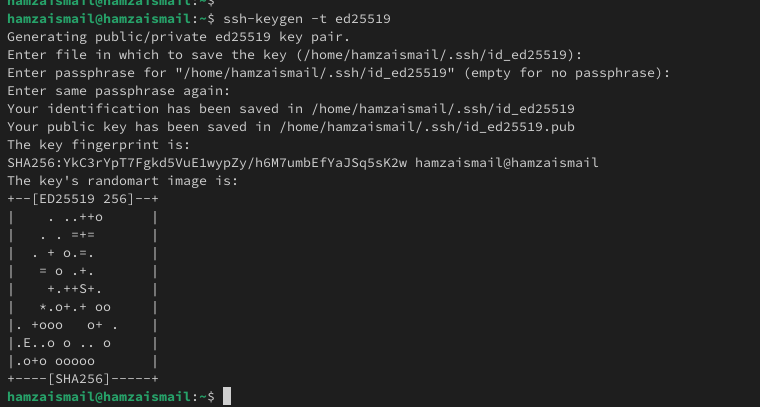 hamzaismail@hamzaismail:~$
hamzaismail@hamzaismail:~$ ssh-keygen -t ed25519
Generating public/private ed25519 key pair.
Enter file in which to save the key (/home/hamzaismail/.ssh/id_ed25519):
Enter passphrase for "/home/hamzaismail/.ssh/id_ed25519" (empty for no passphrase):
Enter same passphrase again:
Your identification has been saved in /home/hamzaismail/.ssh/id_ed25519
Your public key has been saved in /home/hamzaismail/.ssh/id_ed25519.pub
The key fingerprint is:
SHA256:YkC3rYpT7Fgkd5VuE1wypZy/h6M7umbEfYaJSq5sK2w hamzaismail@hamzaismail
The key's randomart image is:
+--[ED25519 256]--+
|    . ..++o      |
|   . . =+=       |
|  . + o.=.       |
|   = o .+.       |
|    +.++S+.      |
|   *.o+.+ oo     |
|. +ooo   o+ .    |
|.E..o o .. o     |
|.o+o ooooo       |
+----[SHA256]-----+
hamzaismail@hamzaismail:~$